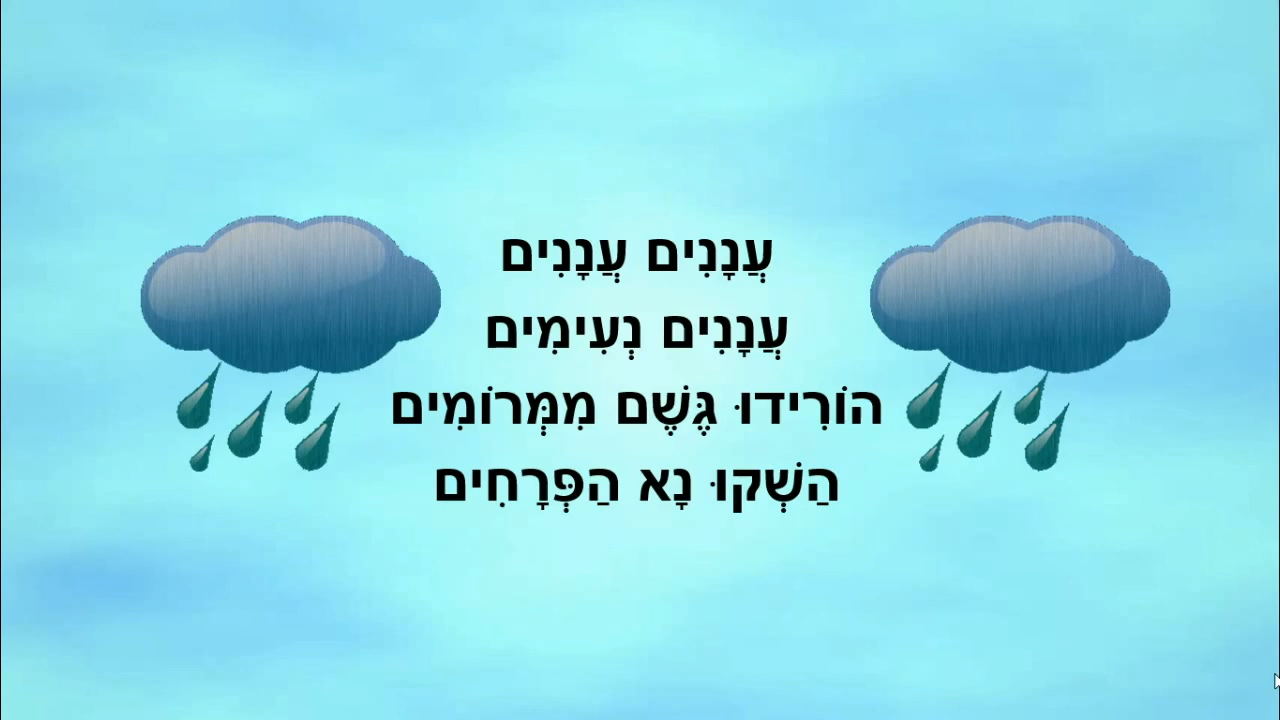 עֲנָנִים עֲנָנִים
עֲנָנִים נְעִימִים
הוֹרִידוּ גֶּשֶׁם מִמְּרוֹמִים
הַשְׁקוּ נָא הַפְּרָחִים